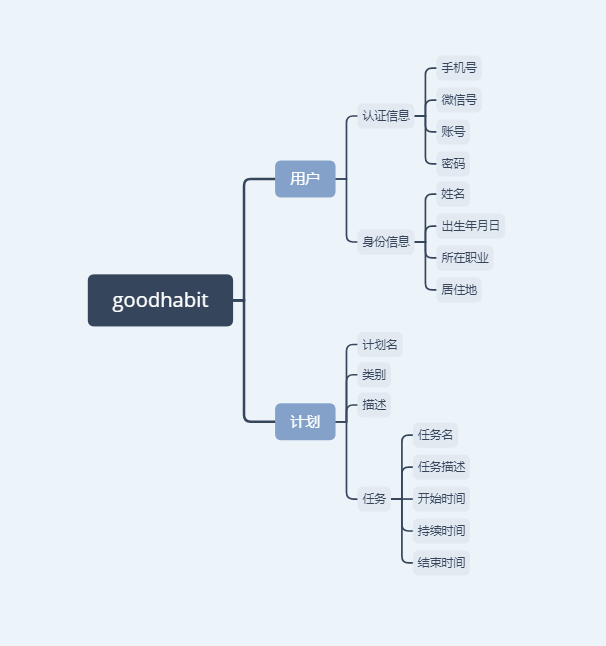 goodhabit
用户
认证信息
手机号
微信号
账号
密码
身份信息
姓名
出生年月日
所在职业
居住地
计划
计划名
类别
描述
任务
任务名
任务描述
开始时间
持续时间
结束时间